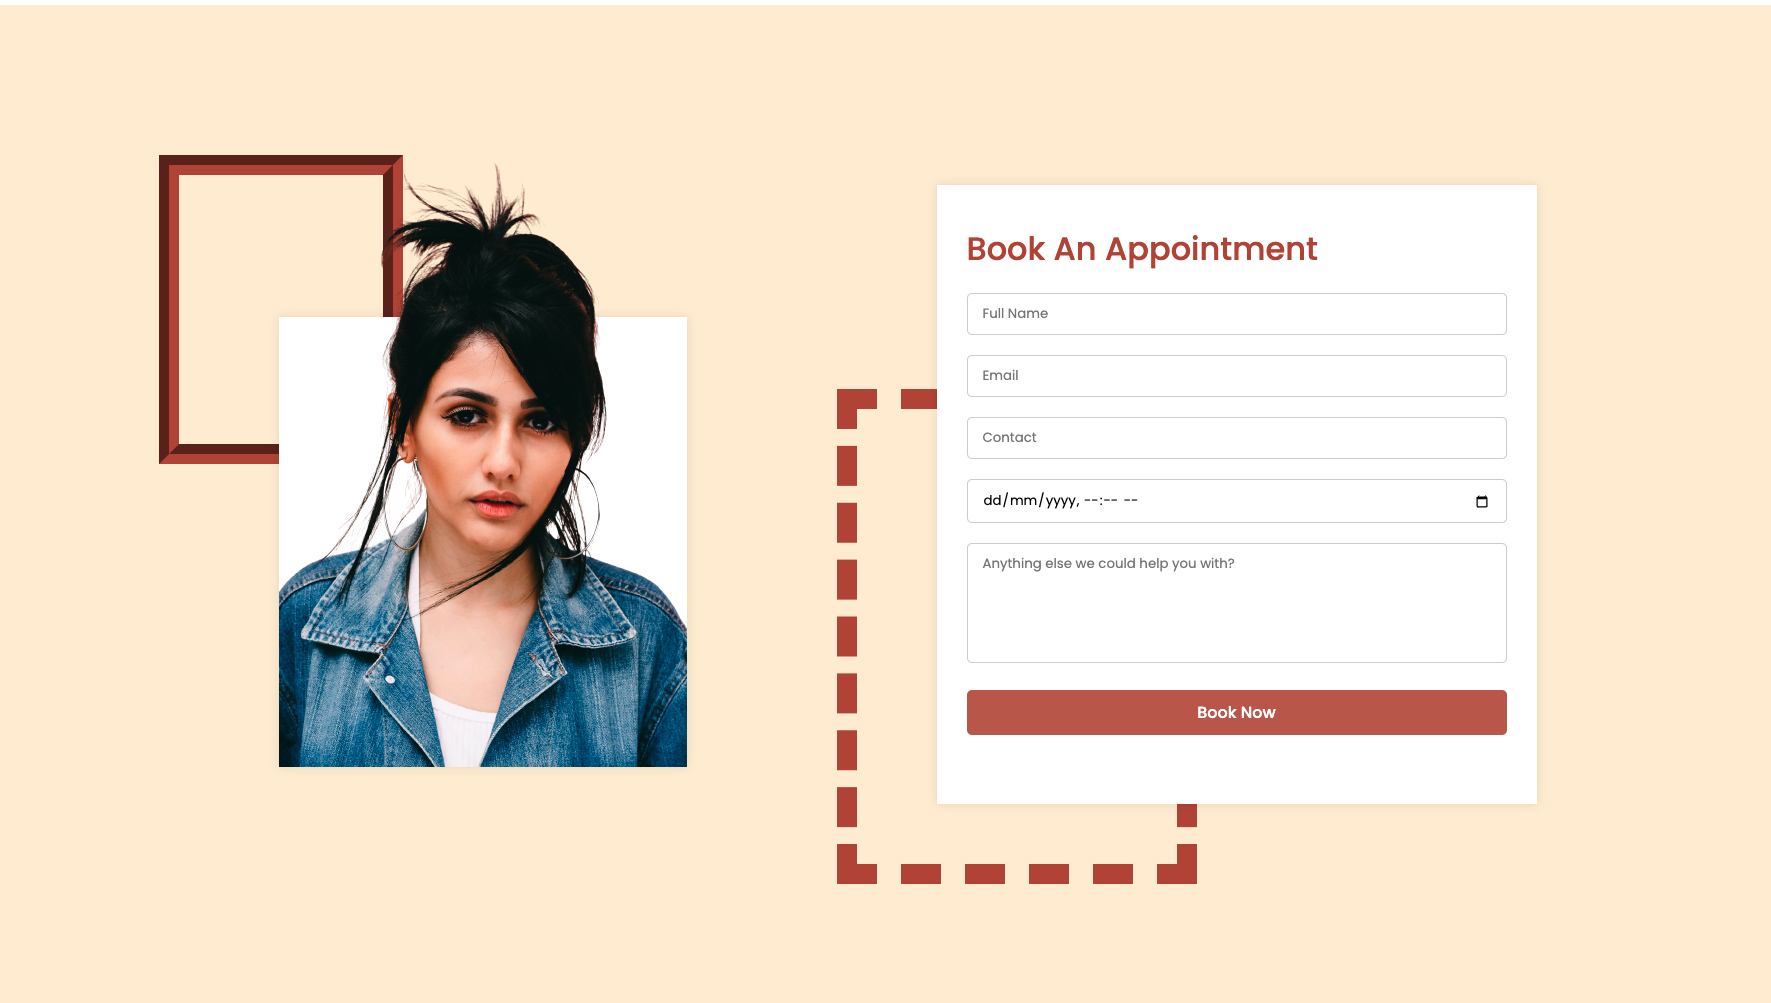 Book An Appointment
Full Name
Email
Contact
dd/mm/yyyy, --:-- --
Anything else we could help you with?
Book Now